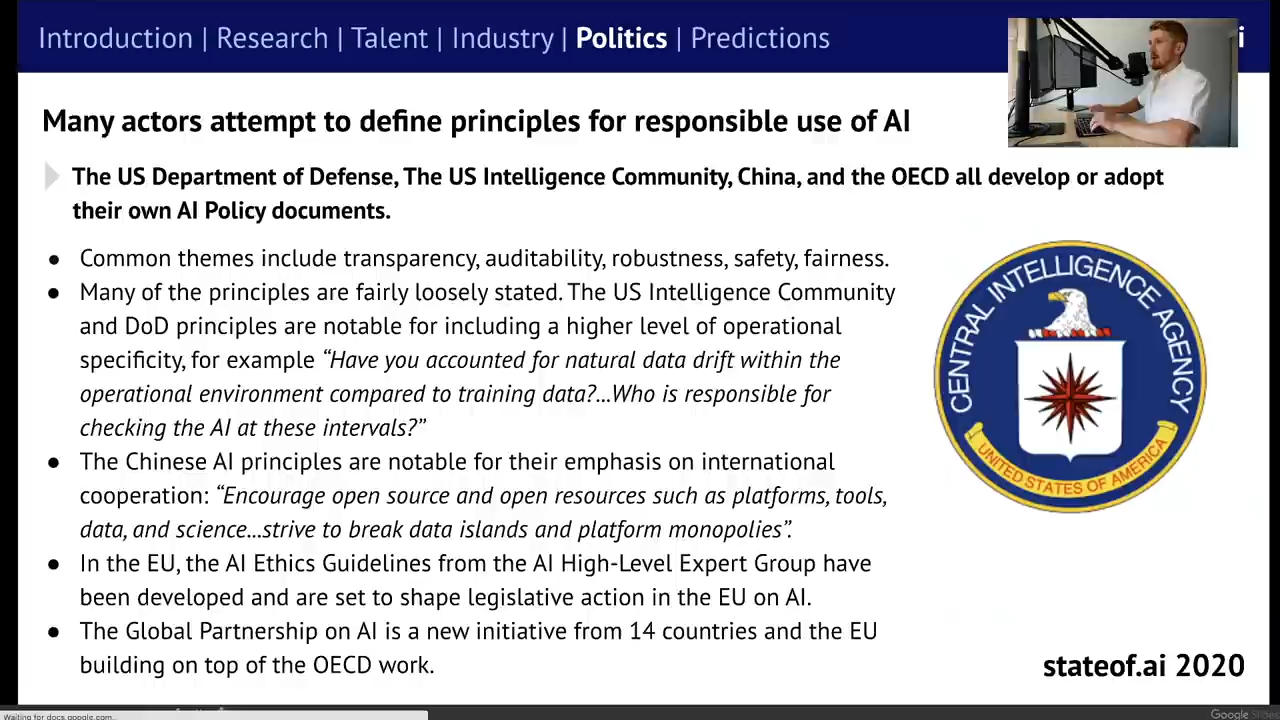 Introduction | Research | Talent | Industry | Politics | Predictions
i
Many actors attempt to define principles for responsible use of AI
The US Department of Defense, The US Intelligence Community, China, and the OECD all develop or adopt
their own AI Policy documents.
● Common themes include transparency, auditability, robustness, safety, fairness.
● Many of the principles are fairly loosely stated. The US Intelligence Community
and DoD principles are notable for including a higher level of operational
specificity, for example “Have you accounted for natural data drift within the
operational environment compared to training data?...Who is responsible for
checking the AI at these intervals?”
● The Chinese AI principles are notable for their emphasis on international
cooperation: “Encourage open source and open resources such as platforms, tools,
data, and science...strive to break data islands and platform monopolies”.
● In the EU, the AI Ethics Guidelines from the AI High-Level Expert Group have
been developed and are set to shape legislative action in the EU on AI.
● The Global Partnership on AI is a new initiative from 14 countries and the EU
building on top of the OECD work.
CENTRAL INTELLIGENCE AGENCY
UNITED STATES OF AMERICA
stateof.ai 2020
Waiting for docs.google.com...
Google Slides